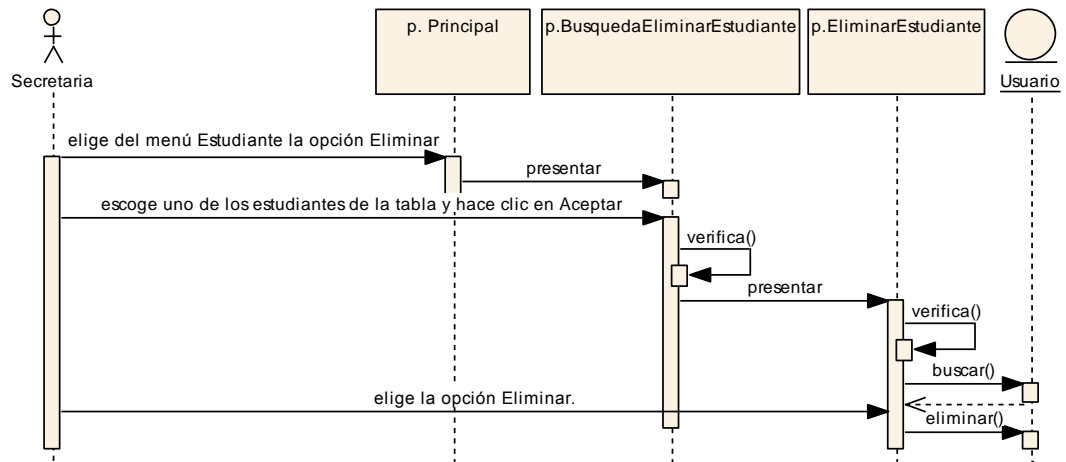 p. Principal
p.BusquedaEliminarEstudiante
p.EliminarEstudiante
Secretaria
Usuario
elige del menú Estudiante la opción Eliminar
presentar
escoge uno de los estudiantes de la tabla y hace clic en Aceptar
verifica()
presentar
verifica()
buscar()
elige la opción Eliminar.
eliminar()